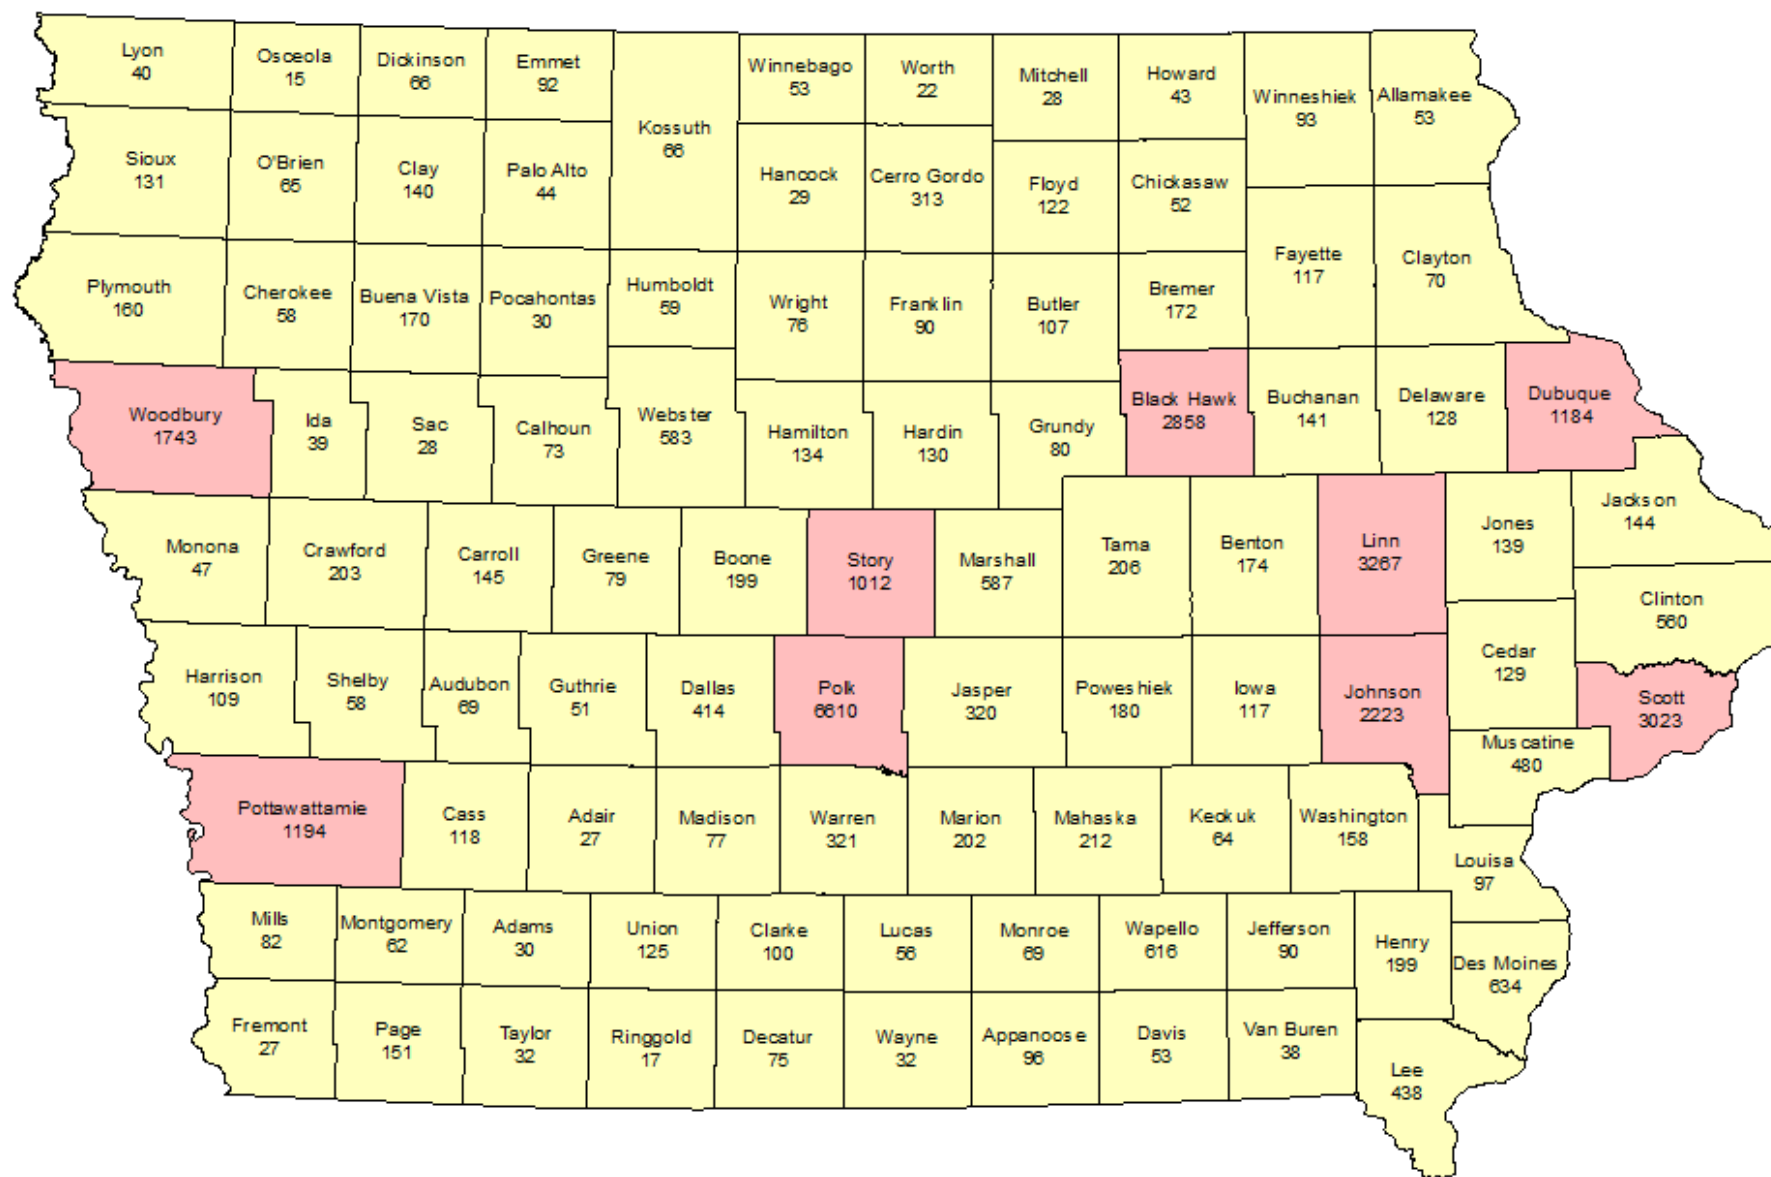 Lyon
40
Osceola
15
Dickinson
66
Emmet
92
Kossuth
66
Winnebago
53
Worth
22
Mitchell
28
Howard
43
Winneshiek
93
Allamakee
53
Sioux
131
O'Brien
65
Clay
140
Palo Alto
44
Hancock
29
Cerro Gordo
313
Floyd
122
Chickasaw
52
Plymouth
160
Cherokee
58
Buena Vista
170
Pocahontas
30
Humboldt
59
Wright
76
Franklin
90
Butler
107
Bremer
172
Fayette
117
Clayton
70
Woodbury
1743
Ida
39
Sac
28
Calhoun
73
Webster
583
Hamilton
134
Hardin
130
Grundy
80
Black Hawk
2858
Buchanan
141
Delaware
128
Dubuque
1184
Monona
47
Crawford
203
Carroll
145
Greene
79
Boone
199
Story
1012
Marshall
587
Tama
206
Benton
174
Linn
3267
Jones
139
Jackson
144
Clinton
560
Harrison
109
Shelby
58
Audubon
69
Guthrie
51
Dallas
414
Polk
6610
Jasper
320
Poweshiek
180
Iowa
117
Johnson
2223
Cedar
129
Scott
3023
Muscatine
480
Pottawattamie
1194
Cass
118
Adair
27
Madison
77
Warren
321
Marion
202
Mahaska
212
Keokuk
64
Washington
158
Louisa
97
Mills
82
Montgomery
62
Adams
30
Union
125
Clarke
100
Lucas
56
Monroe
69
Wapello
616
Jefferson
90
Henry
199
Des Moines
634
Fremont
27
Page
151
Taylor
32
Ringgold
17
Decatur
75
Wayne
32
Appanoose
96
Davis
53
Van Buren
38
Lee
438